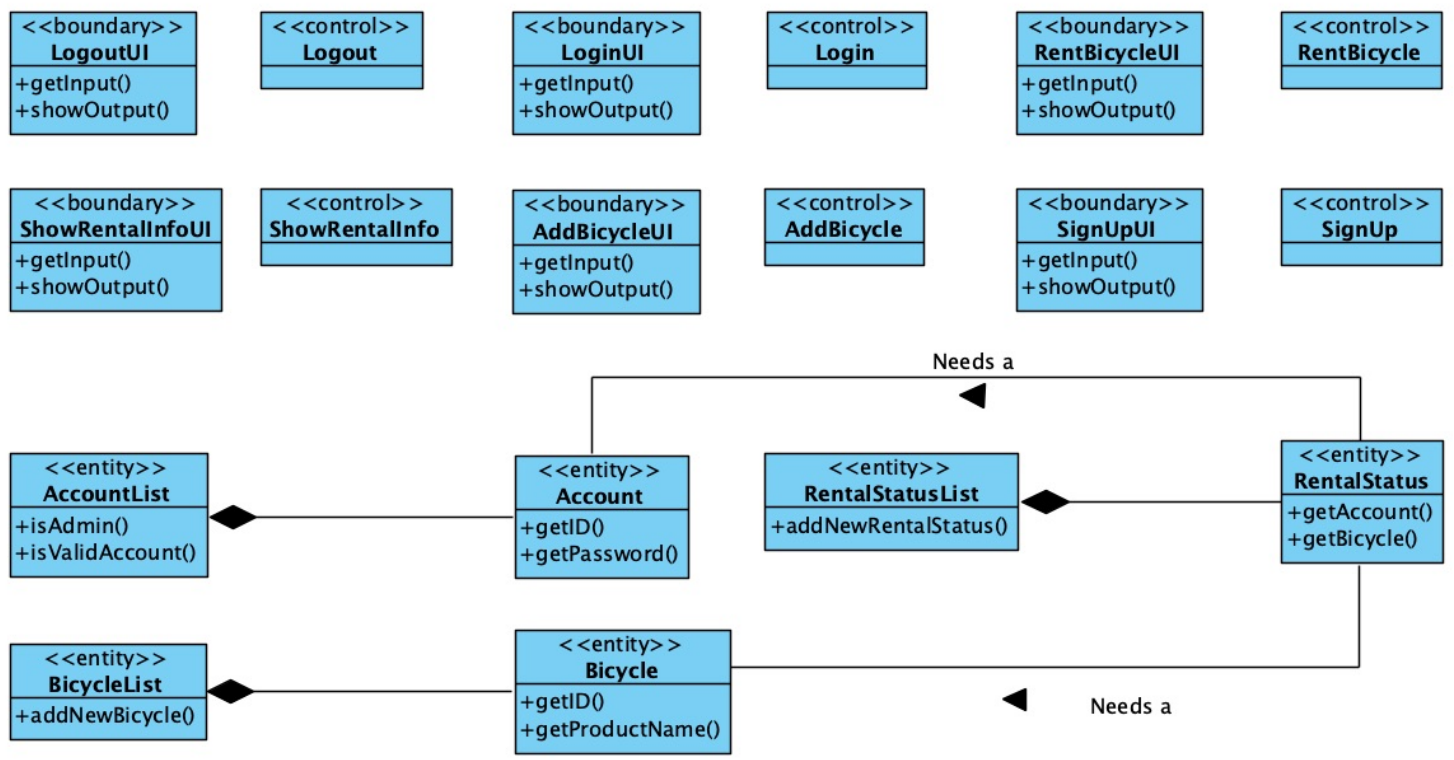 <<boundary>>
LogoutUI
+getInput()
+showOutput()
<<control>>
Logout
<<boundary>>
LoginUI
+getInput()
+showOutput()
<<control>>
Login
<<boundary>>
RentBicycleUI
+getInput()
+showOutput()
<<control>>
RentBicycle
<<boundary>>
ShowRentalInfoUI
+getInput()
+showOutput()
<<control>>
ShowRentalInfo
<<boundary>>
AddBicycleUI
+getInput()
+showOutput()
<<control>>
AddBicycle
<<boundary>>
SignUpUI
+getInput()
+showOutput()
<<control>>
SignUp
Needs a
<<entity>>
AccountList
+isAdmin()
+isValidAccount()
<<entity>>
Account
+getID()
+getPassword()
<<entity>>
RentalStatusList
+addNewRentalStatus()
<<entity>>
RentalStatus
+getAccount()
+getBicycle()
<<entity>>
BicycleList
+addNewBicycle()
<<entity>>
Bicycle
+getID()
+getProductName()
Needs a